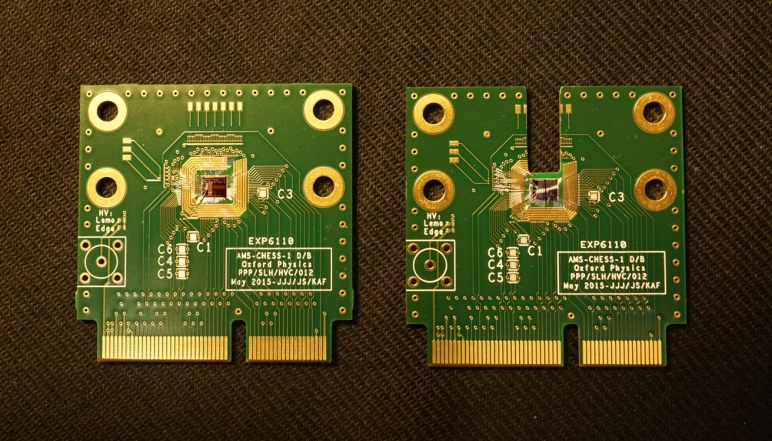 C3
HV:
Lemo
Edge
C1
C6
C4
C5
EXP6110
AMS-CHESS-1 D/B
Oxford Physics
PPP/SLH/HVC/012
May 2015-JJJ/JS/KAF
C3
HV:
Lemo
Edge
C1
C6
C4
C5
EXP6110
AMS-CHESS-1 D/B
Oxford Physics
PPP/SLH/HVC/012
May 2015-JJJ/JS/KAF